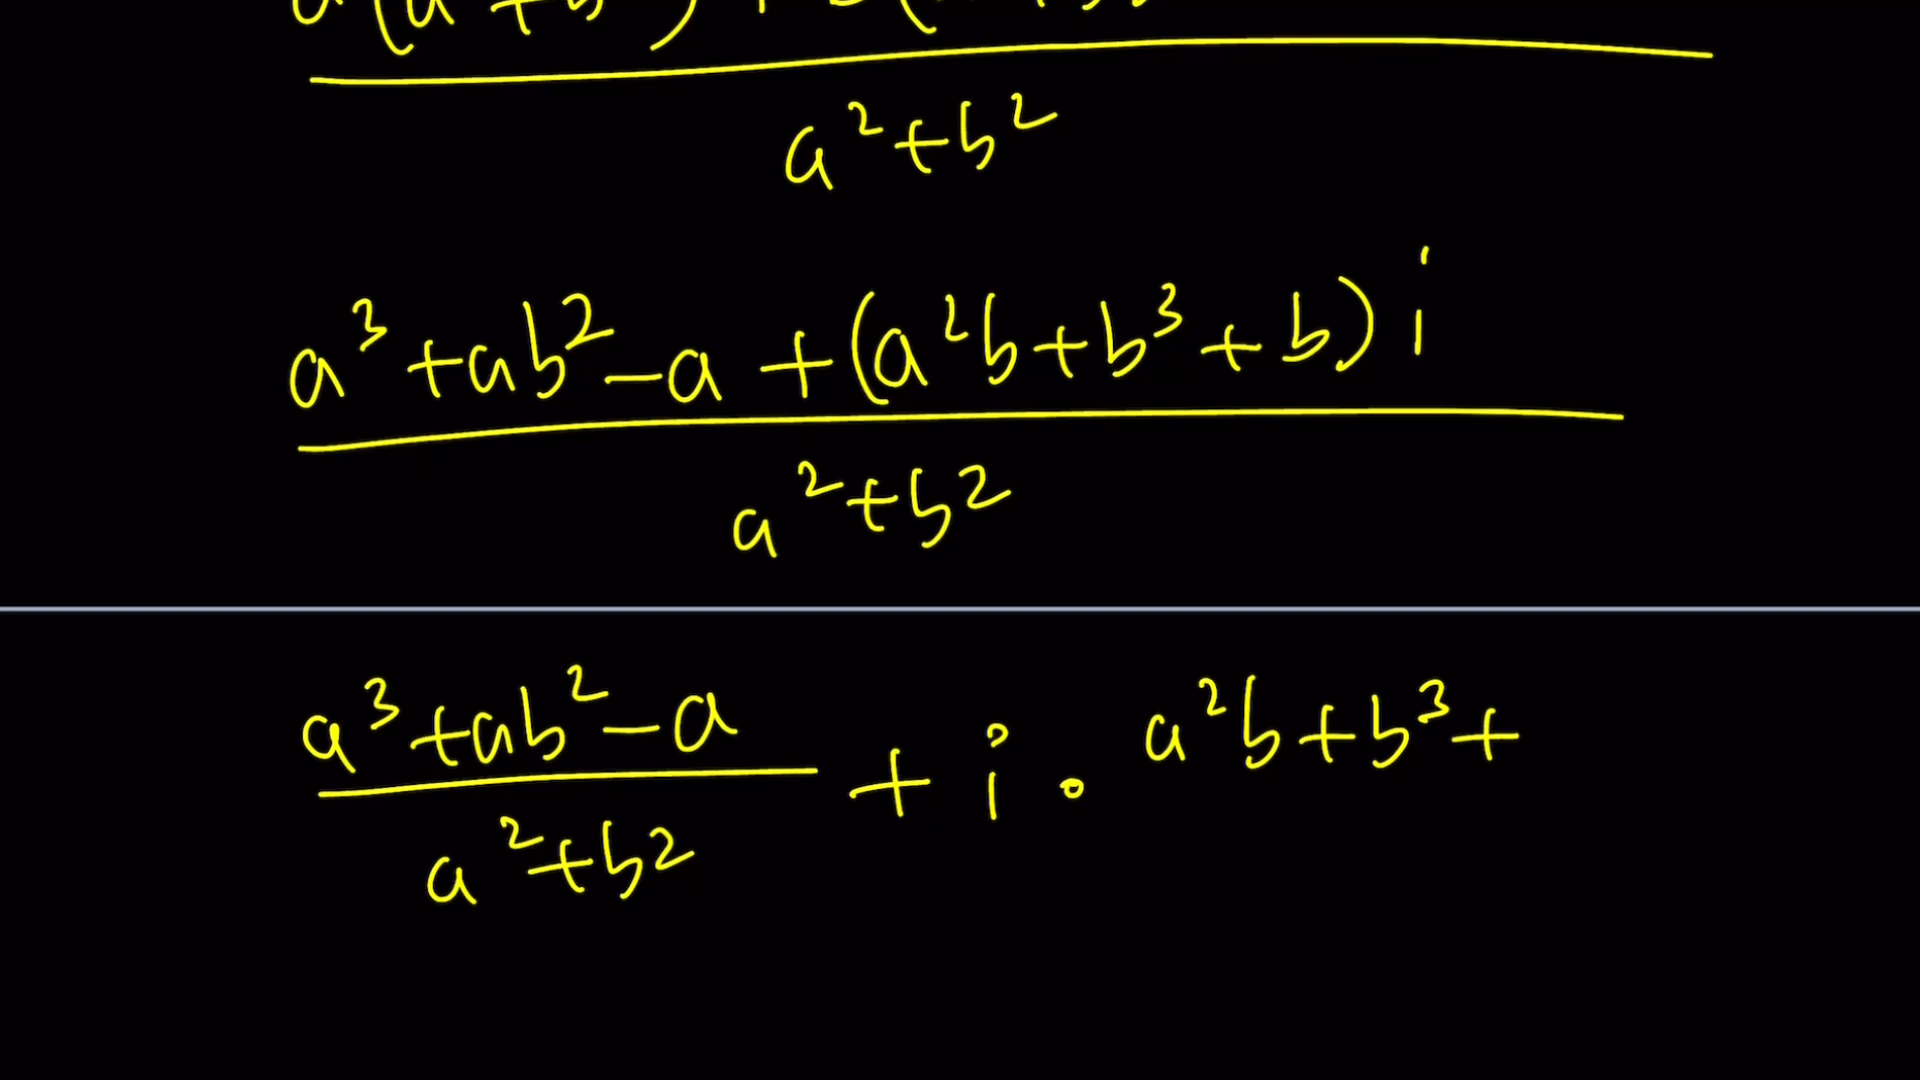 a²+b²
a³+ab²-a+(a²b+b³+b)i
a²+b²
a³+ab²-a + i · a²b+b³+
a²+b²